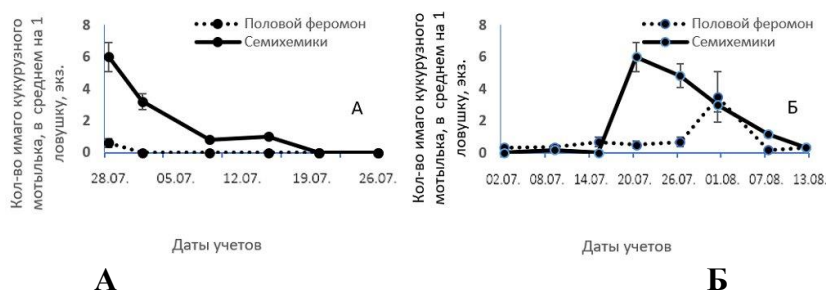 Кол-во имаго кукурузного
мотылька, в среднем на 1
ловушку, экз.
8
6
4
2
0
Половой феромон
Семихемики
А
28.07.
05.07.
12.07.
19.07.
26.07.
Даты учетов
А
Кол-во имаго кукурузного
мотылька, в среднем на 1
ловушку, экз.
8
6
4
2
0
Половой феромон
Семихемики
Б
02.07.
08.07.
14.07.
20.07.
26.07.
01.08.
07.08.
13.08.
Даты учетов
Б